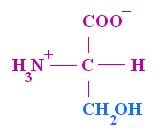 COO⁻
H₃N⁺ — C — H
CH₂OH